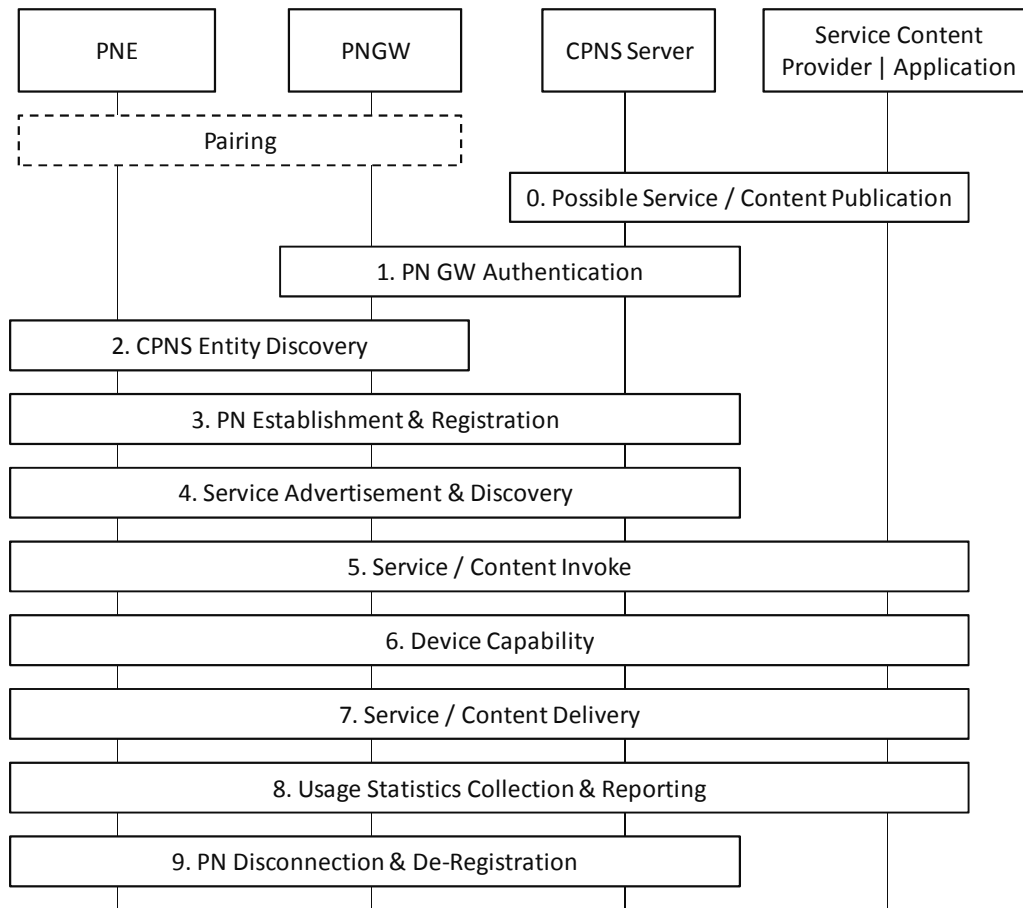 PNE
PNGW
CPNS Server
Service Content
Provider | Application
Pairing
0. Possible Service / Content Publication
1. PN GW Authentication
2. CPNS Entity Discovery
3. PN Establishment & Registration
4. Service Advertisement & Discovery
5. Service / Content Invoke
6. Device Capability
7. Service / Content Delivery
8. Usage Statistics Collection & Reporting
9. PN Disconnection & De-Registration